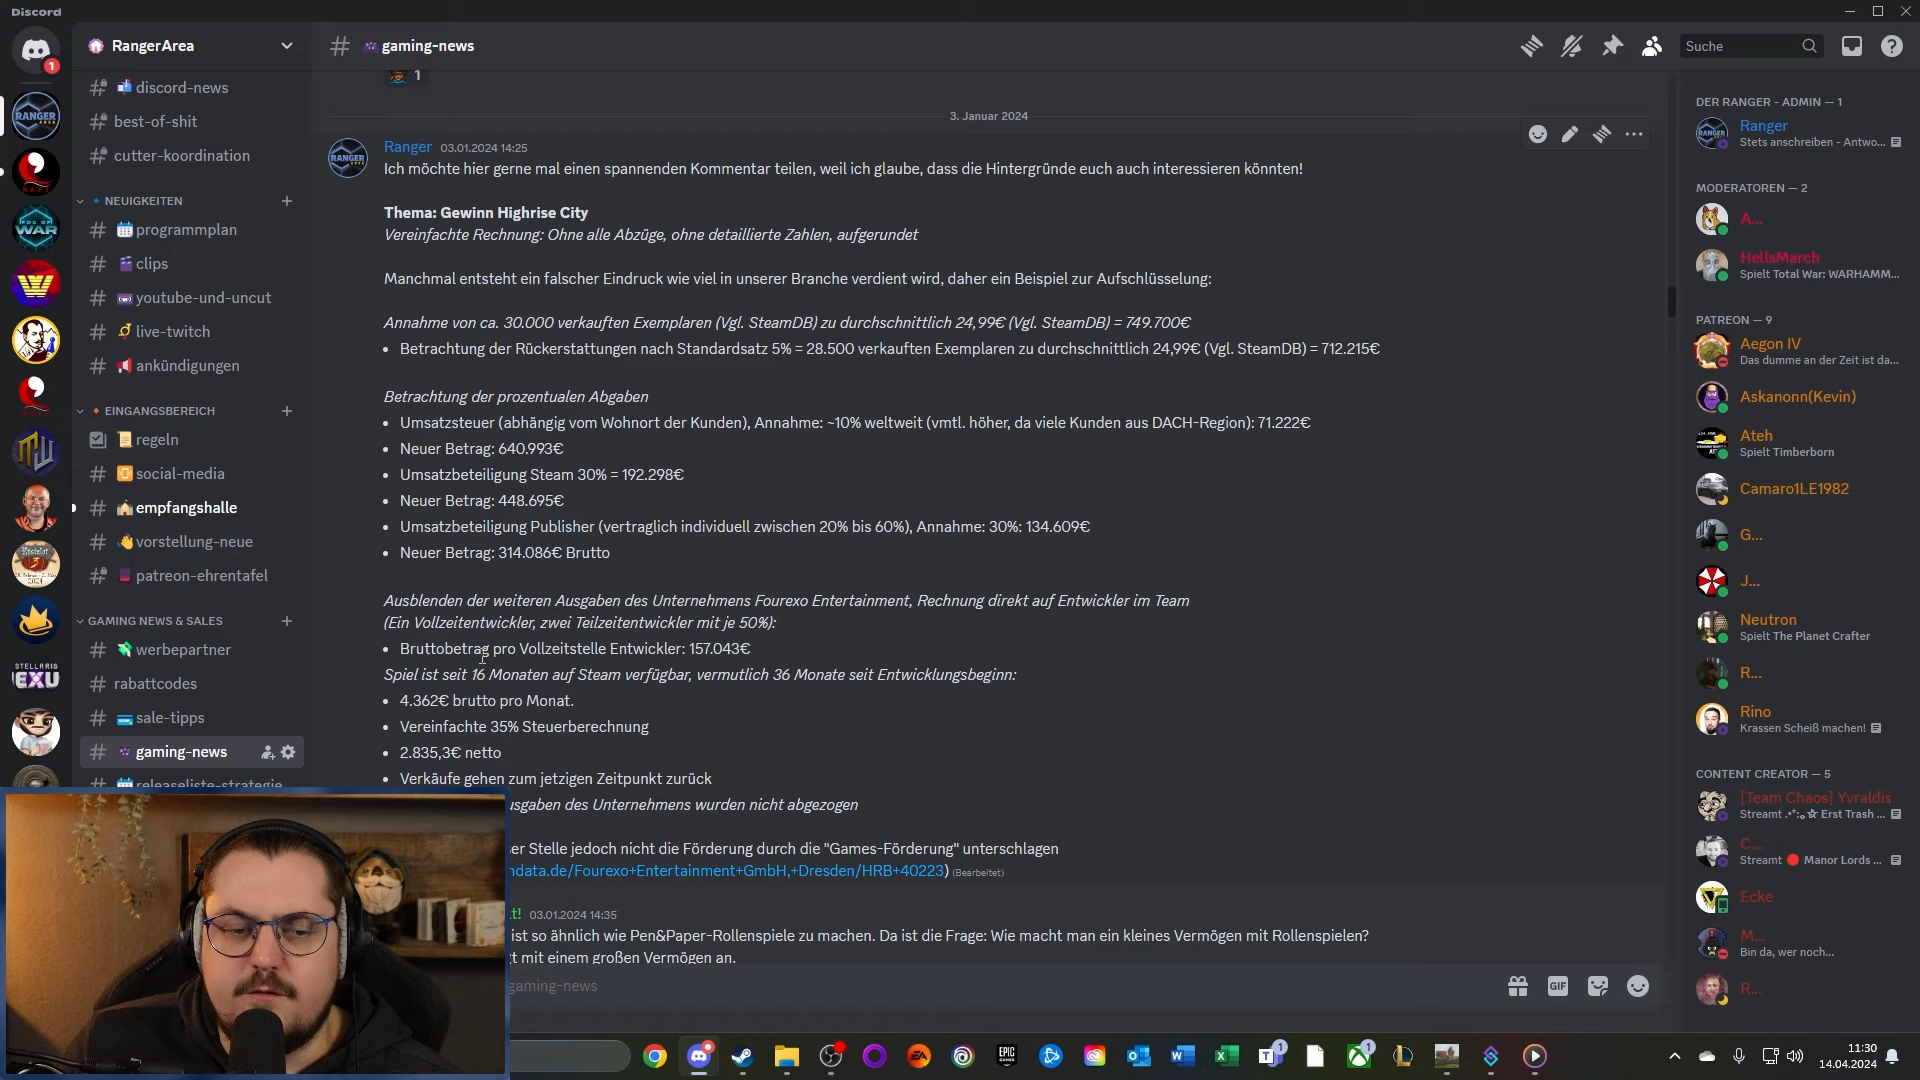 Discord
RangerArea
discord-news
best-of-shit
cutter-koordination
NEUIGKEITEN
programmplan
clips
youtube-und-uncut
live-twitch
ankündigungen
EINGANGSBEREICH
regeln
social-media
empfangshalle
vorstellung-neue
patreon-ehrentafel
GAMING NEWS & SALES
werbepartner
rabattcodes
sale-tipps
gaming-news
releaseliste-strategie
gaming-news
1
3. Januar 2024
Ranger 03.01.2024 14:25
Ich möchte hier gerne mal einen spannenden Kommentar teilen, weil ich glaube, dass die Hintergründe euch auch interessieren könnten!
Thema: Gewinn Highrise City
Vereinfachte Rechnung: Ohne alle Abzüge, ohne detaillierte Zahlen, aufgerundet
Manchmal entsteht ein falscher Eindruck wie viel in unserer Branche verdient wird, daher ein Beispiel zur Aufschlüsselung:
Annahme von ca. 30.000 verkauften Exemplaren (Vgl. SteamDB) zu durchschnittlich 24,99€ (Vgl. SteamDB) = 749.700€
• Betrachtung der Rückerstattungen nach Standardsatz 5% = 28.500 verkauften Exemplaren zu durchschnittlich 24,99€ (Vgl. SteamDB) = 712.215€
Betrachtung der prozentualen Abgaben
• Umsatzsteuer (abhängig vom Wohnort der Kunden), Annahme: ~10% weltweit (vmtl. höher, da viele Kunden aus DACH-Region): 71.222€
• Neuer Betrag: 640.993€
• Umsatzbeteiligung Steam 30% = 192.298€
• Neuer Betrag: 448.695€
• Umsatzbeteiligung Publisher (vertraglich individuell zwischen 20% bis 60%), Annahme: 30%: 134.609€
• Neuer Betrag: 314.086€ Brutto
Ausblenden der weiteren Ausgaben des Unternehmens Fourexo Entertainment, Rechnung direkt auf Entwickler im Team
(Ein Vollzeitentwickler, zwei Teilzeitentwickler mit je 50%):
• Bruttobetrag pro Vollzeitstelle Entwickler: 157.043€
Spiel ist seit 16 Monaten auf Steam verfügbar, vermutlich 36 Monate seit Entwicklungsbeginn:
• 4.362€ brutto pro Monat.
• Vereinfachte 35% Steuerberechnung
• 2.835,3€ netto
• Verkäufe gehen zum jetzigen Zeitpunkt zurück
usgaben des Unternehmens wurden nicht abgezogen
er Stelle jedoch nicht die Förderung durch die "Games-Förderung" unterschlagen
ndata.de/Fourexo+Entertainment+GmbH,+Dresden/HRB+40223) (Bearbeitet)
t! 03.01.2024 14:35
ist so ähnlich wie Pen&Paper-Rollenspiele zu machen. Da ist die Frage: Wie macht man ein kleines Vermögen mit Rollenspielen?
t mit einem großen Vermögen an.
gaming-news
GIF
Suche
DER RANGER - ADMIN — 1
Ranger
Stets anschreiben - Antwo...
MODERATOREN — 2
A...
HellsMarch
Spielt Total War: WARHAMM...
PATREON — 9
Aegon IV
Das dumme an der Zeit ist da...
Askanonn(Kevin)
Ateh
Spielt Timberborn
Camaro1LE1982
G...
J...
Neutron
Spielt The Planet Crafter
R...
Rino
Krassen Scheiß machen!
CONTENT CREATOR — 5
[Team Chaos] Yvraldis
Streamt .•°:｡☆ Erst Trash ...
C...
Streamt 🔴 Manor Lords ...
Ecke
M...
Bin da, wer noch...
R...
1
RANGER
AREA
FOG OF
WAR
STELLARIS
EXU
EA
EPIC
GAMES
1
1
11:30
14.04.2024